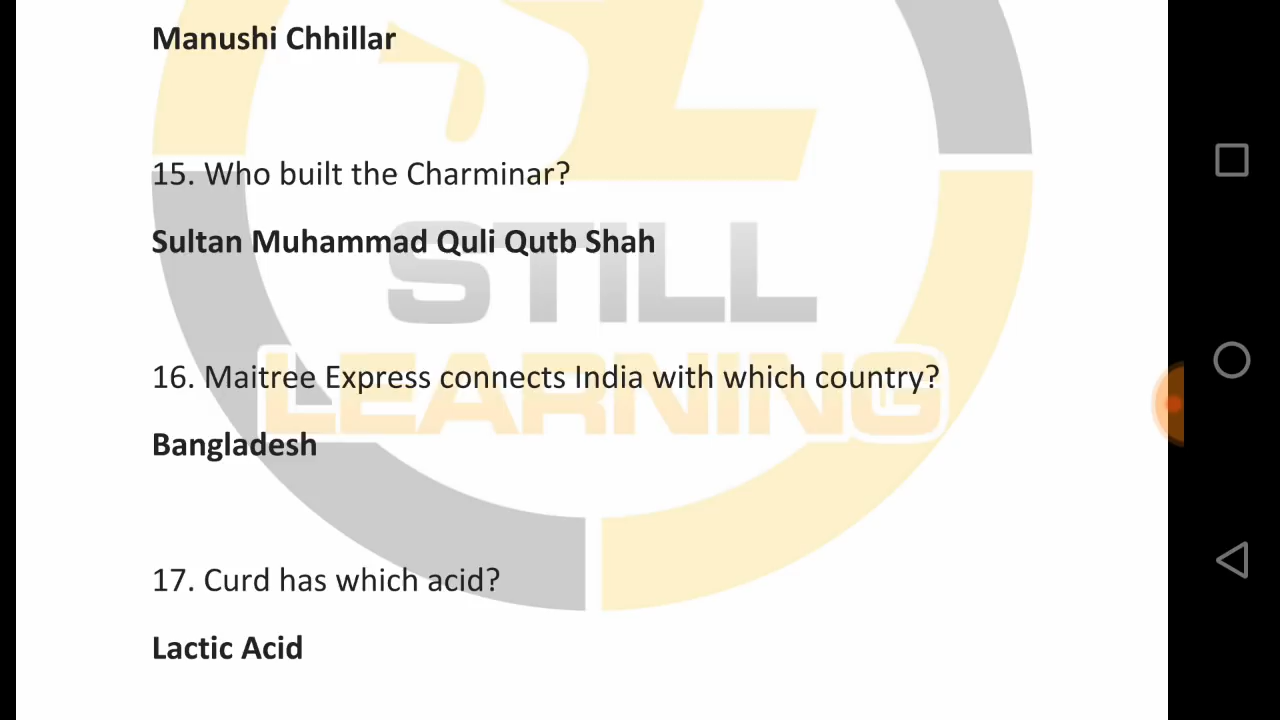 Manushi Chhillar
15. Who built the Charminar?
Sultan Muhammad Quli Qutb Shah
STILL
16. Maitree Express connects India with which country?
LEARNING
Bangladesh
17. Curd has which acid?
Lactic Acid